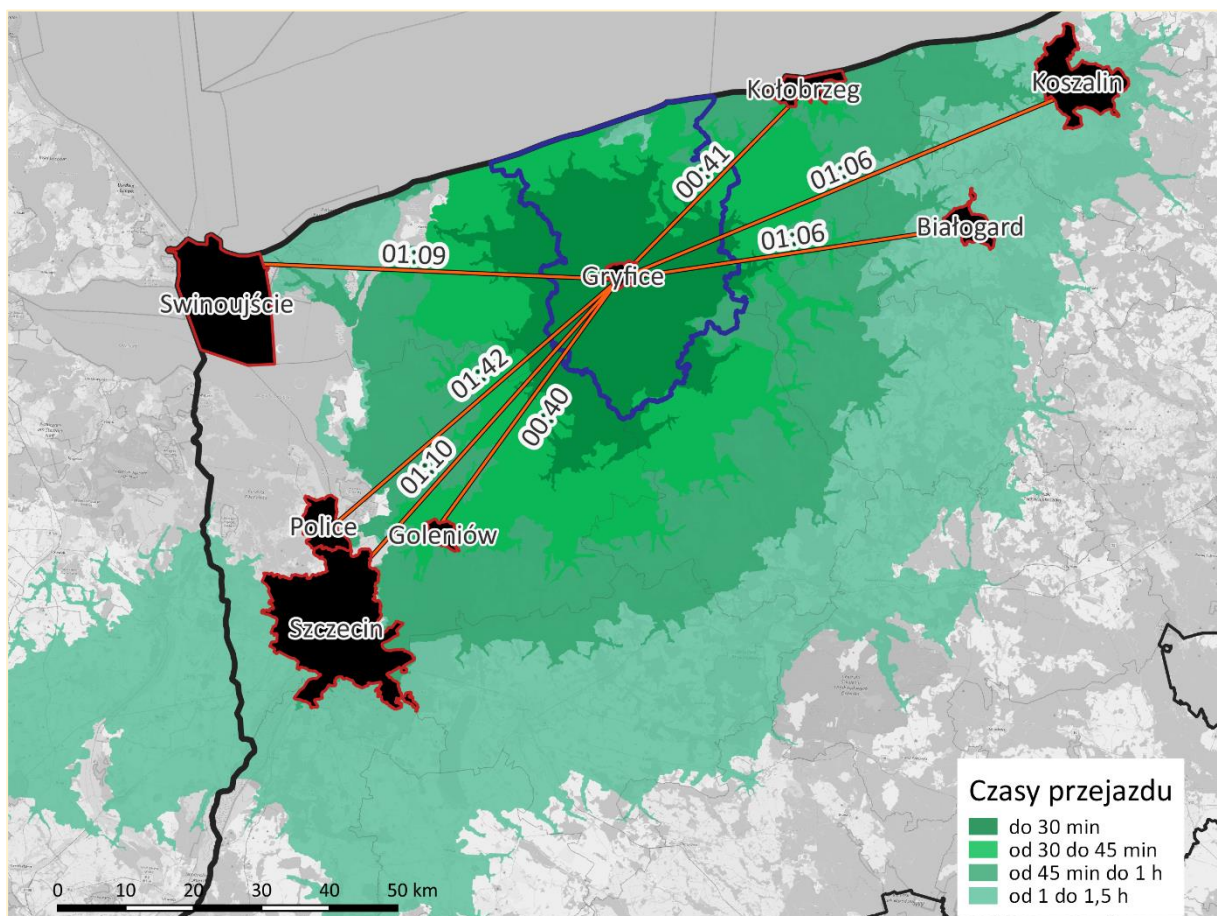 Kołobrzeg
Koszalin
00:41
01:06
Białogard
01:06
01:09
Gryfice
Swinoujście
01:42
00:40
01:10
Police
Goleniów
Szczecin
Czasy przejazdu
do 30 min
od 30 do 45 min
od 45 min do 1 h
od 1 do 1,5 h
0 10 20 30 40 50 km